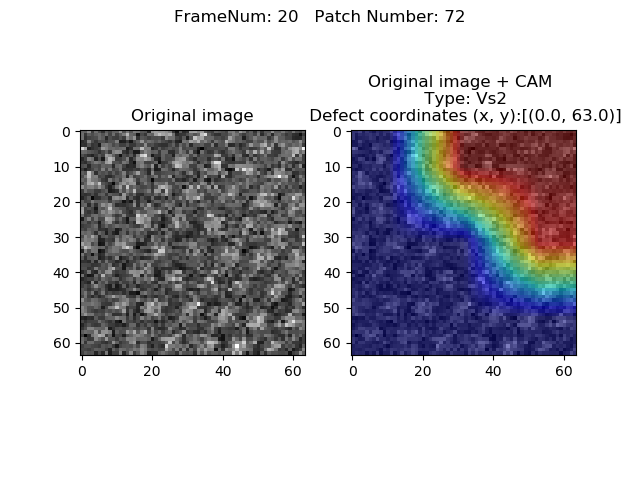 FrameNum: 20   Patch Number: 72
Original image
Original image + CAM
Type: Vs2
Defect coordinates (x, y):[(0.0, 63.0)]
0
10
20
30
40
50
60
0 20 40 60
0
10
20
30
40
50
60
0 20 40 60